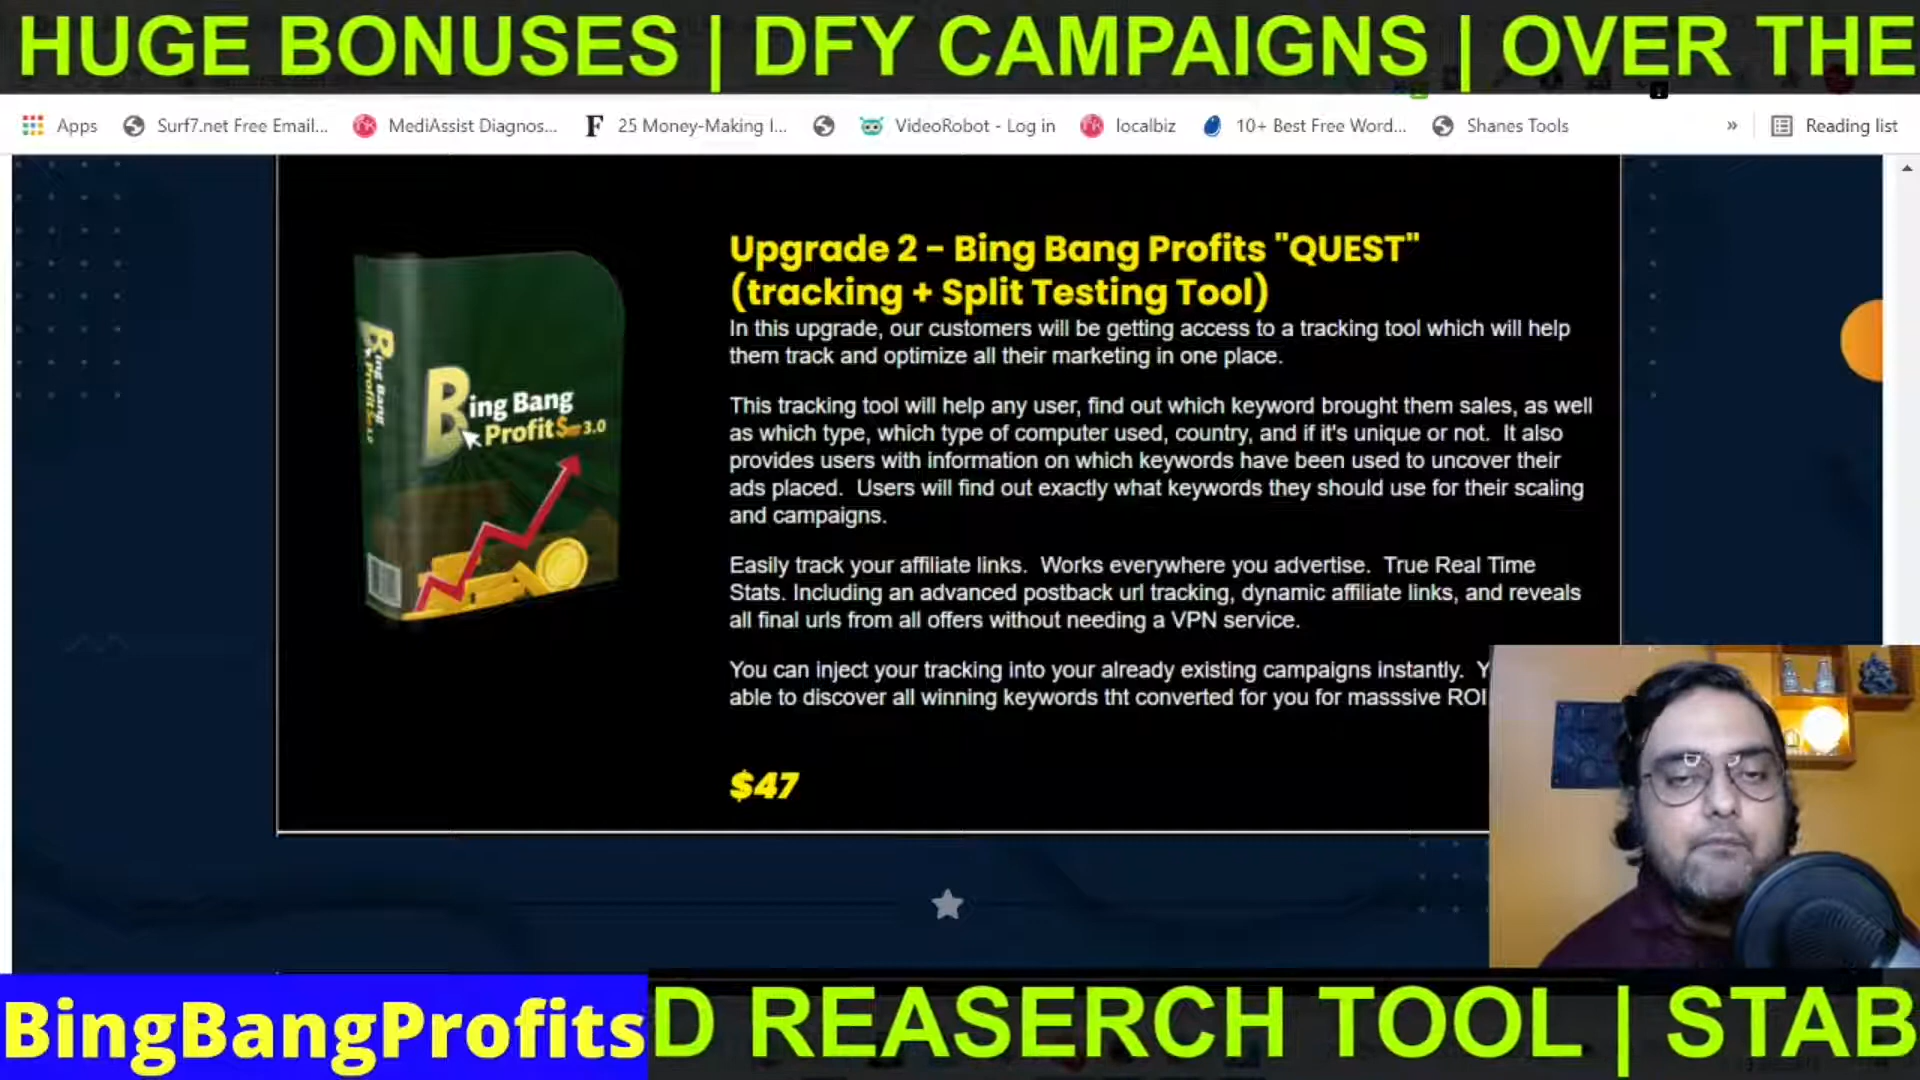 HUGE BONUSES | DFY CAMPAIGNS | OVER THE
Apps Surf7.net Free Email... MediAssist Diagnos... 25 Money-Making I... VideoRobot - Log in localbiz 10+ Best Free Word... Shanes Tools » Reading list
Upgrade 2 - Bing Bang Profits "QUEST"
(tracking + Split Testing Tool)
In this upgrade, our customers will be getting access to a tracking tool which will help
them track and optimize all their marketing in one place.
This tracking tool will help any user, find out which keyword brought them sales, as well
as which type, which type of computer used, country, and if it's unique or not. It also
provides users with information on which keywords have been used to uncover their
ads placed. Users will find out exactly what keywords they should use for their scaling
and campaigns.
Easily track your affiliate links. Works everywhere you advertise. True Real Time
Stats. Including an advanced postback url tracking, dynamic affiliate links, and reveals
all final urls from all offers without needing a VPN service.
You can inject your tracking into your already existing campaigns instantly. Y
able to discover all winning keywords tht converted for you for masssive ROI
$47
Bing Bang
Profits 3.0
Bing Bang
Profits 3.0
BingBangProfits
D REASERCH TOOL | STAB